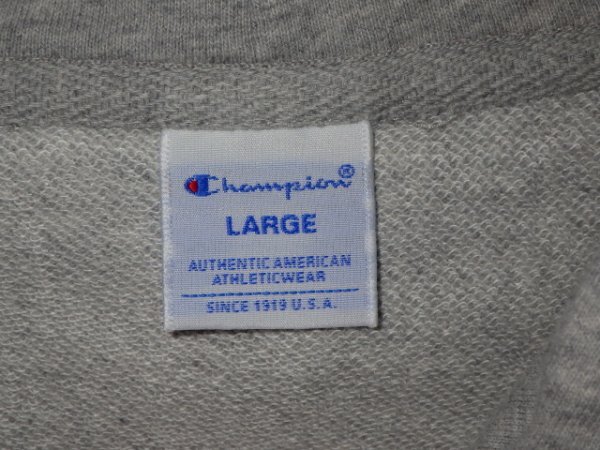 Champion®
LARGE
AUTHENTIC AMERICAN
ATHLETICWEAR
SINCE 1919 U.S.A.